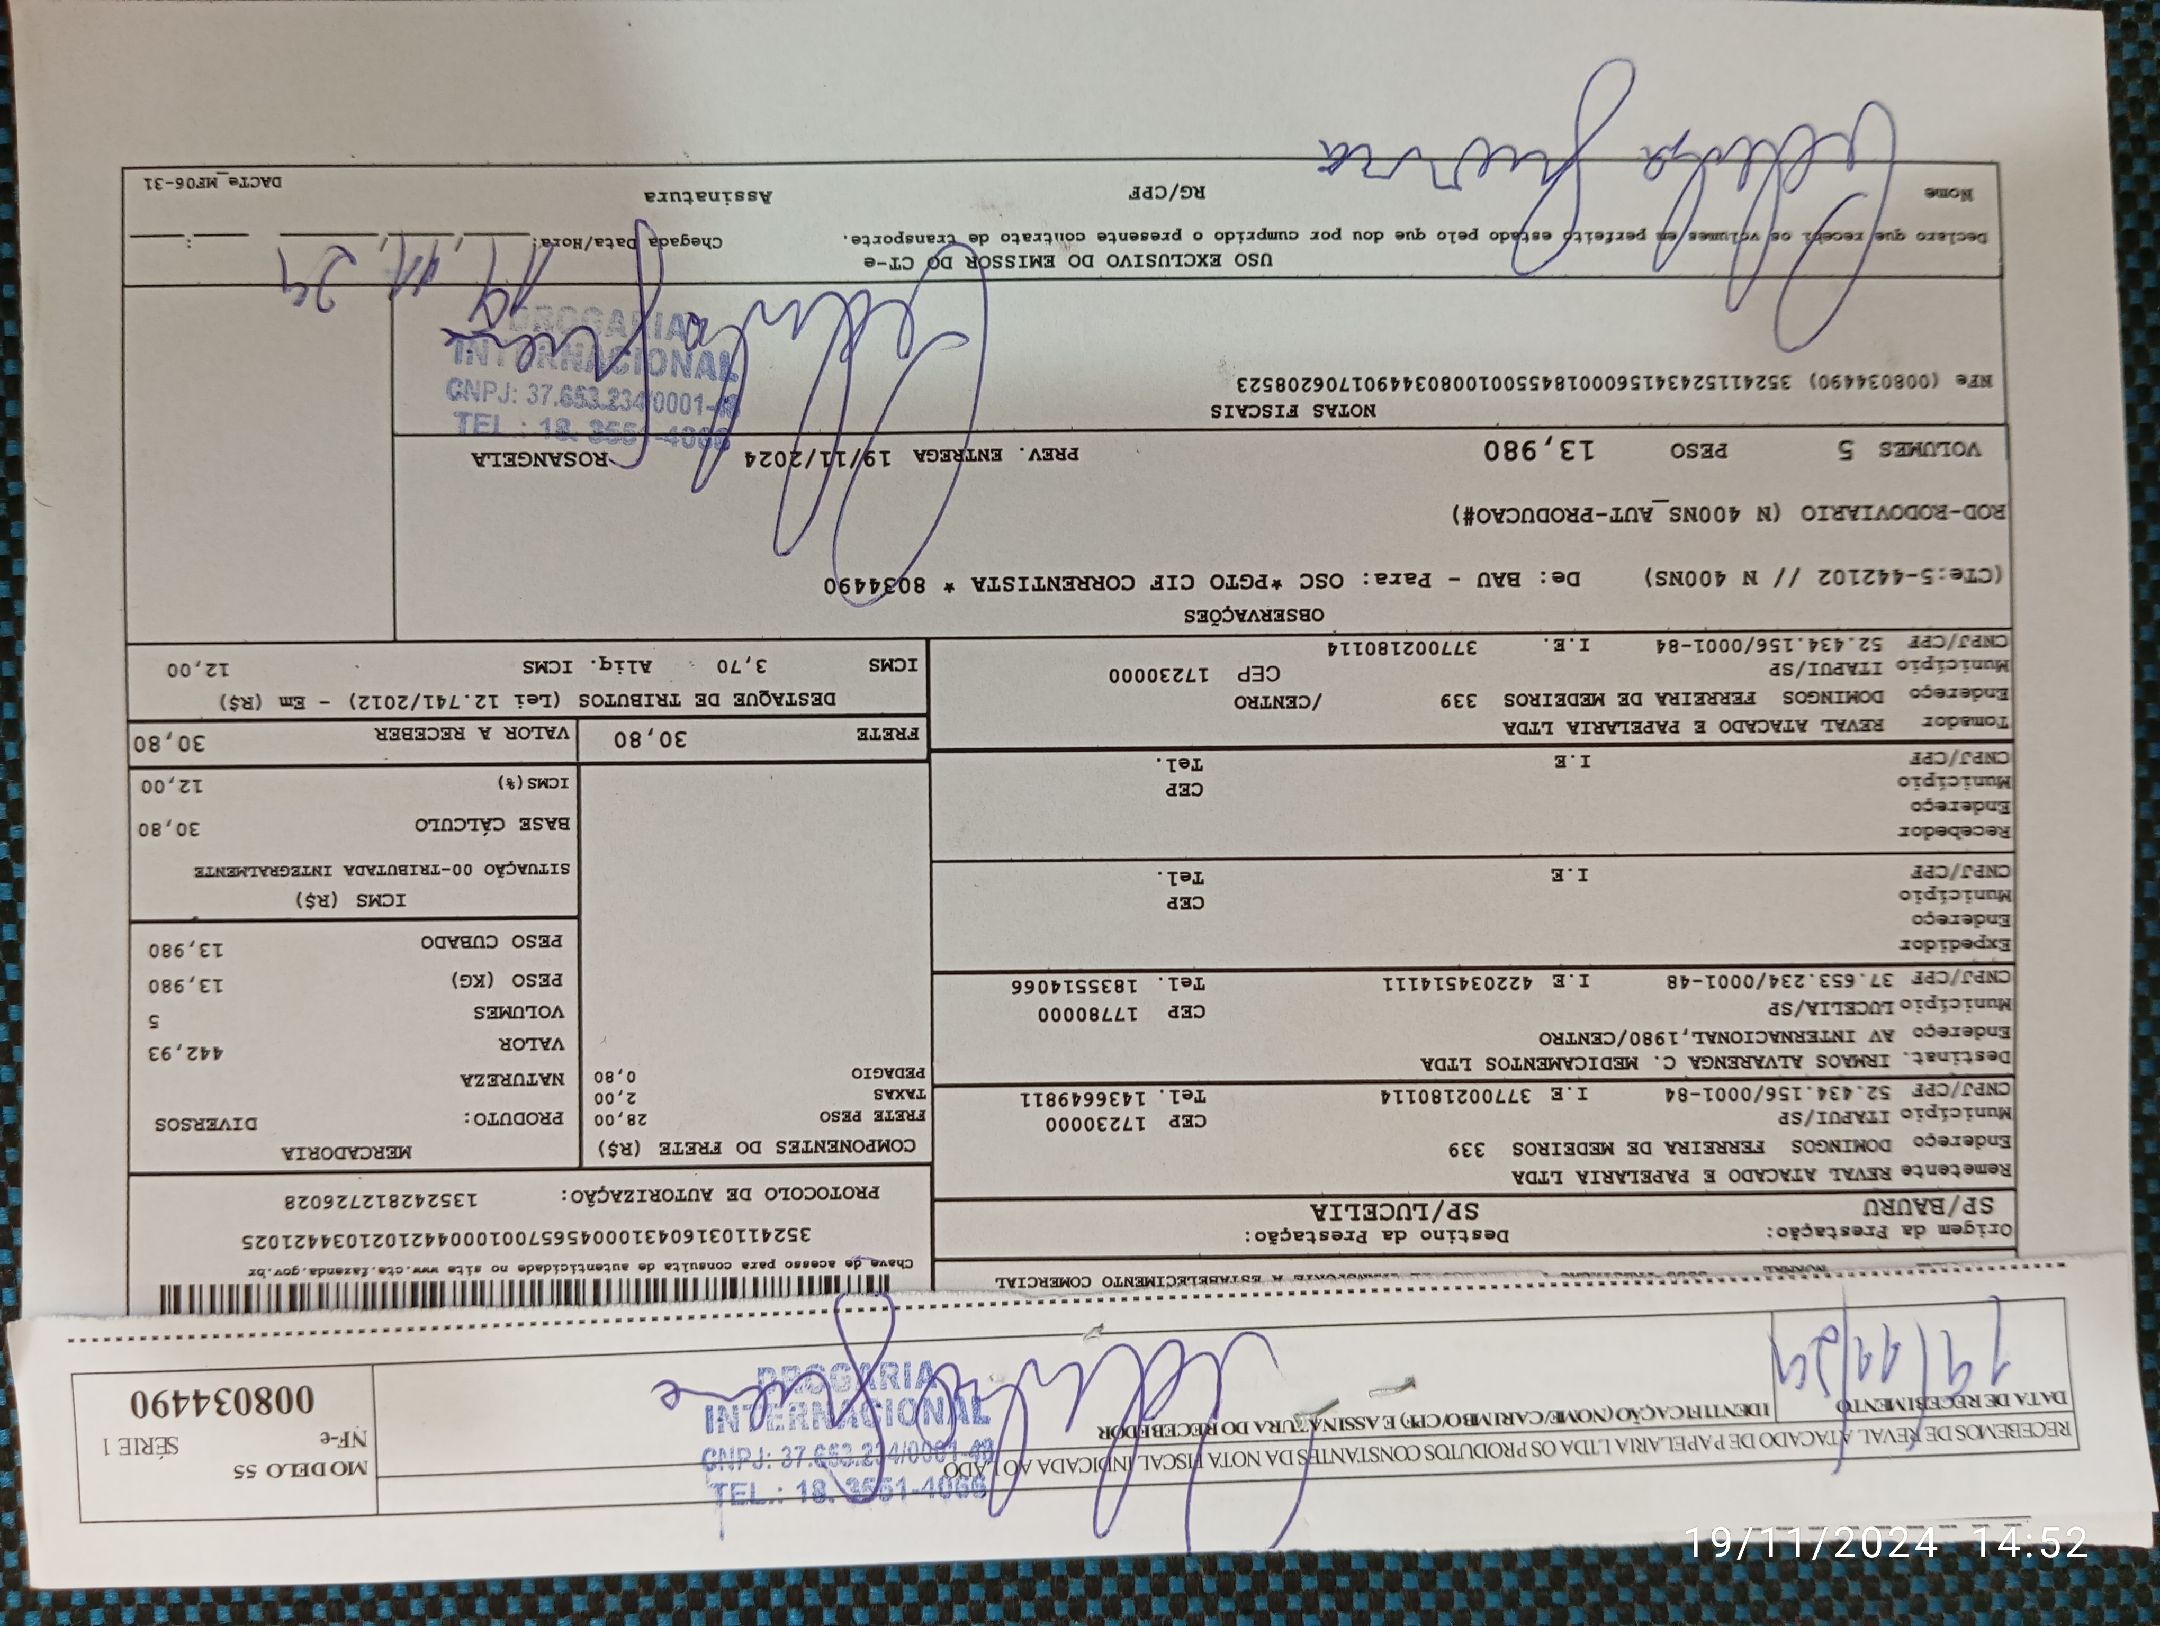 RECEBEMOS DE REVAL ATACADO DE PAPELARIA LTDA OS PRODUTOS CONSTANTES DA NOTA FISCAL INDICADA AO LADO
DATA DE RECEBIMENTO
19/11/24
IDENTIFICAÇÃO (NOME/CARIMBO/CPF) E ASSINATURA DO RECEBEDOR
DROGARIA
INTERNACIONAL
CNPJ: 37.653.234/0001-48
TEL.: 18. 3551-4066
MODELO 55
NF-e SÉRIE 1
008034490
NORMAL
A ESTABELECIMENTO COMERCIAL
Origem da Prestação: Destino da Prestação:
SP/BAURU SP/LUCELIA
Chave de acesso para consulta de autenticidade no site www.cte.fazenda.gov.br
PROTOCOLO DE AUTORIZAÇÃO: 135242812726028
Remetente REVAL ATACADO E PAPELARIA LTDA
Endereço DOMINGOS FERREIRA DE MEDEIROS 339
Município ITAPUI/SP CEP 17230000
CNPJ/CPF 52.434.156/0001-84 I.E 377002180114 Tel. 1436649811
Destinat. IRMAOS ALVARENGA C. MEDICAMENTOS LTDA
Endereço AV INTERNACIONAL,1980/CENTRO
Município LUCELIA/SP CEP 17780000
CNPJ/CPF 37.653.234/0001-48 I.E 422034514111 Tel. 1835514066
Expedidor
Endereço
Município CEP
CNPJ/CPF I.E Tel.
Recebedor
Endereço
Município CEP
CNPJ/CPF I.E Tel.
Tomador REVAL ATACADO E PAPELARIA LTDA
Endereço DOMINGOS FERREIRA DE MEDEIROS 339 /CENTRO
Município ITAPUI/SP CEP 17230000
CNPJ/CPF 52.434.156/0001-84 I.E. 377002180114
COMPONENTES DO FRETE (R$)
FRETE PESO 28,00
TAXAS 2,00
PEDAGIO 0,80
MERCADORIA
PRODUTO: DIVERSOS
NATUREZA
VALOR 442,93
VOLUMES 5
PESO (KG) 13,980
PESO CUBADO 13,980
ICMS (R$)
SITUAÇÃO 00-TRIBUTADA INTEGRALMENTE
BASE CÁLCULO 30,80
ICMS(%) 12,00
FRETE 30,80 VALOR A RECEBER 30,80
DESTAQUE DE TRIBUTOS (Lei 12.741/2012) - Em (R$)
ICMS 3,70 Aliq. ICMS 12,00
OBSERVAÇÕES
(CTe:5-442102 // N 400NS) De: BAU - Para: OSC *PGTO CIF CORRENTISTA * 8034490
ROD-RODOVIARIO (N 400NS_AUT-PRODUCAO#)
VOLUMES 5 PESO 13,980 PREV. ENTREGA 19/11/2024 ROSANGELA
NOTAS FISCAIS
NFe (008034490)
DROGARIA
INTERNACIONAL
CNPJ: 37.653.234/0001-48
TEL.: 18. 3551-4066
USO EXCLUSIVO DO EMISSOR DO CT-e
Declaro que recebi os volumes em perfeito estado pelo que dou por cumprido o presente contrato de transporte.
Chegada Data/Hora: 19 11 24
Nome RG/CPF Assinatura DACTe_MF06-31
19/11/2024 14:52